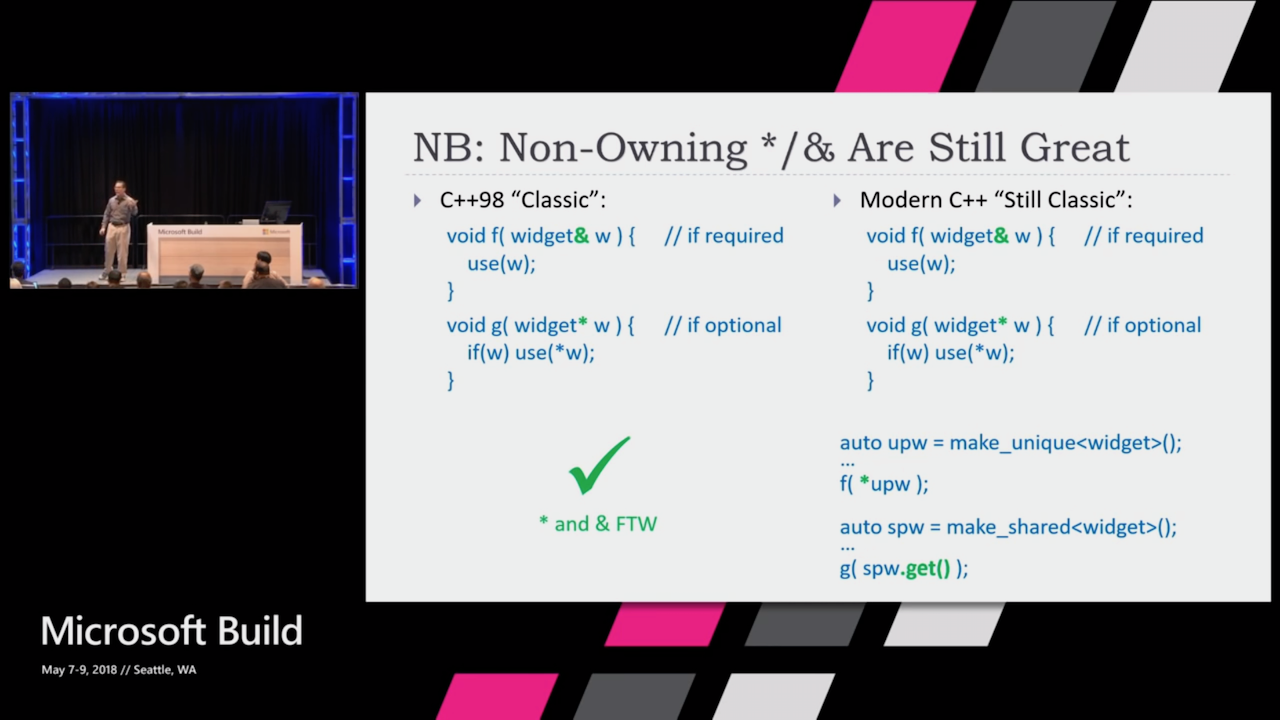 NB: Non-Owning */& Are Still Great
C++98 “Classic”:
void f( widget& w ) { // if required
use(w);
}
void g( widget* w ) { // if optional
if(w) use(*w);
}
* and & FTW
Modern C++ “Still Classic”:
void f( widget& w ) { // if required
use(w);
}
void g( widget* w ) { // if optional
if(w) use(*w);
}
auto upw = make_unique<widget>();
...
f( *upw );
auto spw = make_shared<widget>();
...
g( spw.get() );
Microsoft Build
Microsoft
Microsoft Build
May 7-9, 2018 // Seattle, WA